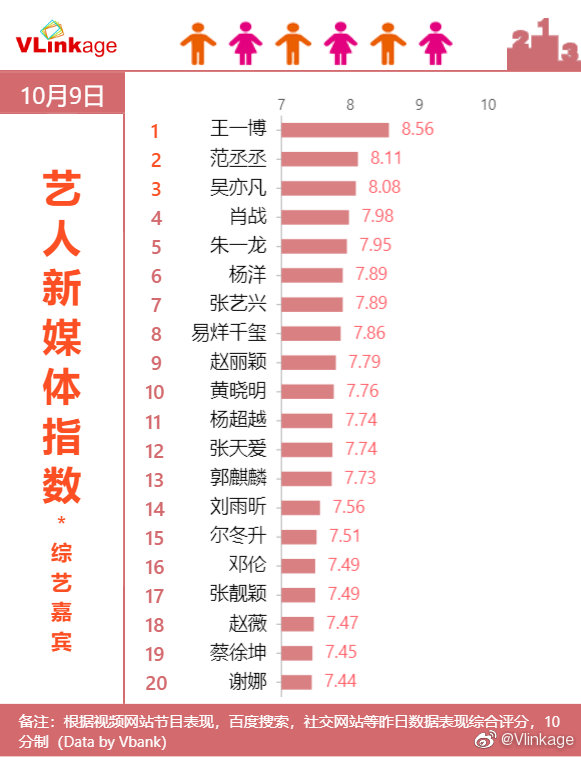 VLinkage
1
2
3
10月9日
艺人新媒体指数
*综艺嘉宾
7 8 9 10
1 王一博 8.56
2 范丞丞 8.11
3 吴亦凡 8.08
4 肖战 7.98
5 朱一龙 7.95
6 杨洋 7.89
7 张艺兴 7.89
8 易烊千玺 7.86
9 赵丽颖 7.79
10 黄晓明 7.76
11 杨超越 7.74
12 张天爱 7.74
13 郭麒麟 7.73
14 刘雨昕 7.56
15 尔冬升 7.51
16 邓伦 7.49
17 张靓颖 7.49
18 赵薇 7.47
19 蔡徐坤 7.45
20 谢娜 7.44
备注：根据视频网站节目表现，百度搜索，社交网站等昨日数据表现综合评分，10
分制（Data by Vbank)
@Vlinkage